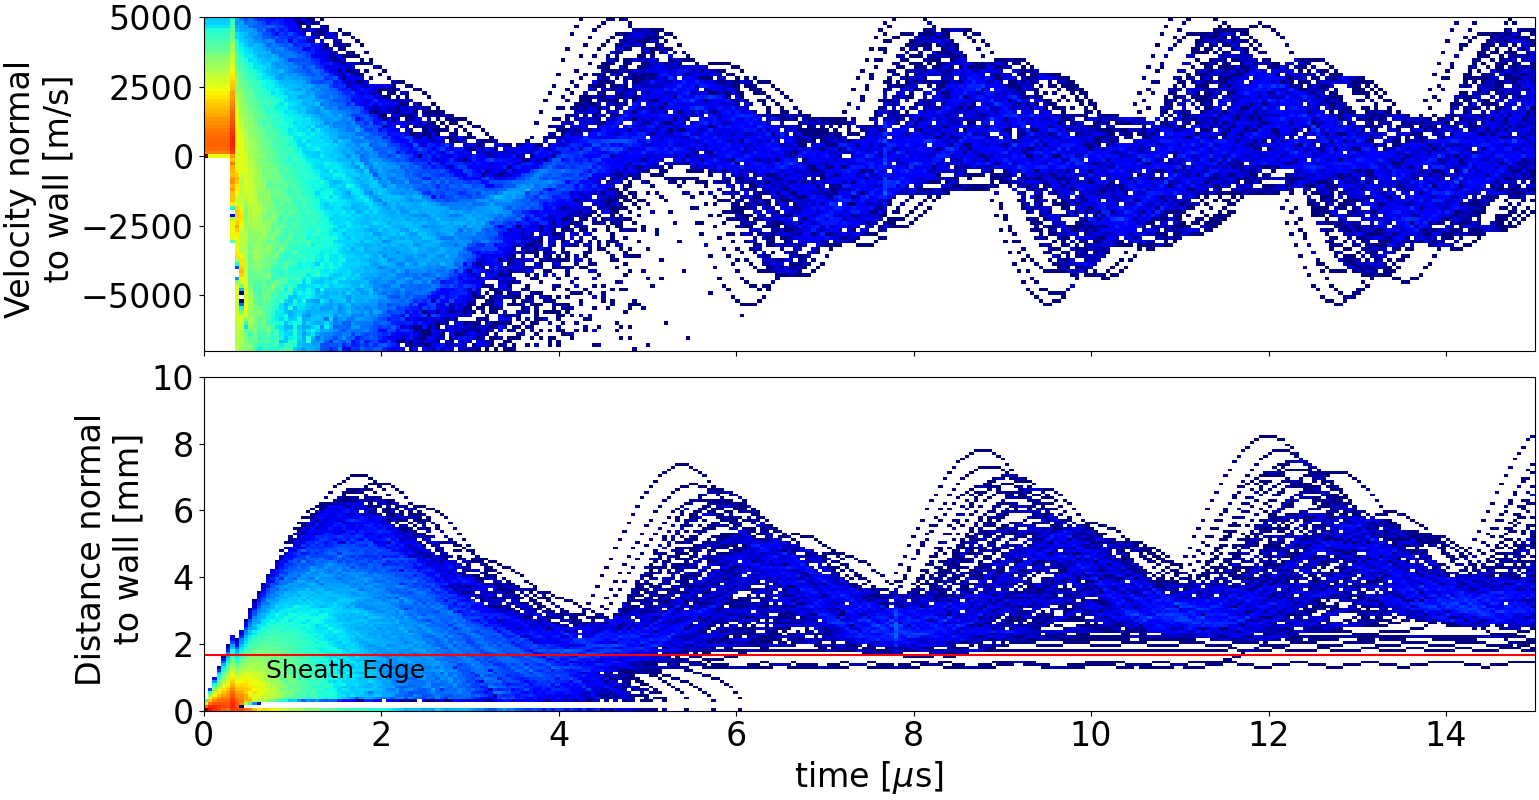 Velocity normal
to wall [m/s]
5000
2500
0
−2500
−5000
Distance normal
to wall [mm]
10
8
6
4
2
0
Sheath Edge
0 2 4 6 8 10 12 14
time [μs]